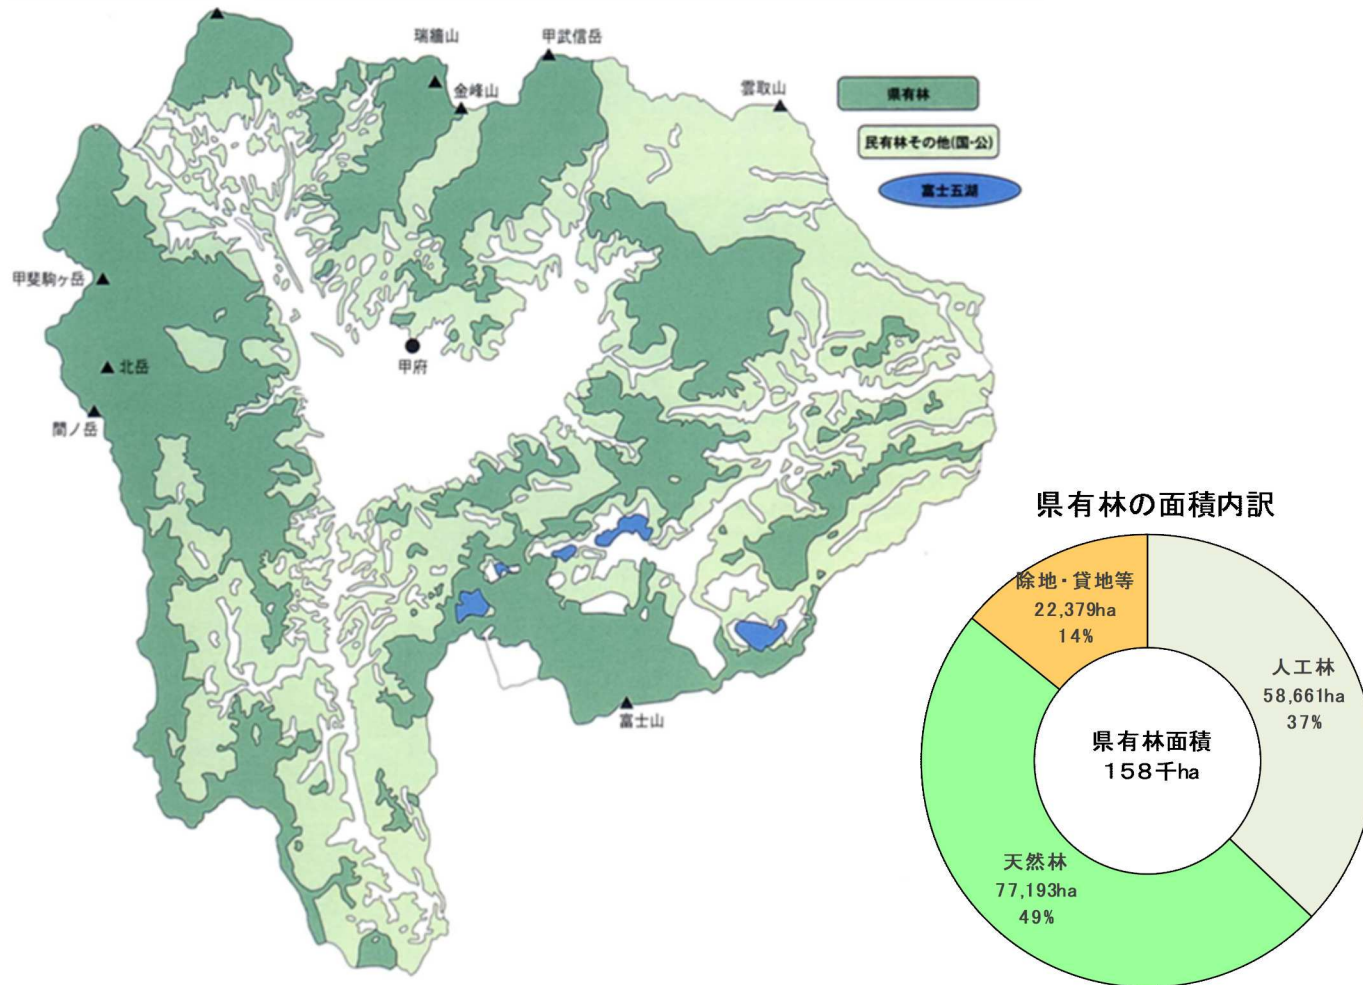 瑞牆山
甲武信岳
金峰山
雲取山
県有林
民有林その他(国・公)
富士五湖
甲斐駒ヶ岳
北岳
間ノ岳
甲府
富士山
県有林の面積内訳
除地・貸地等
22,379ha
14%
人工林
58,661ha
37%
県有林面積
158千ha
天然林
77,193ha
49%